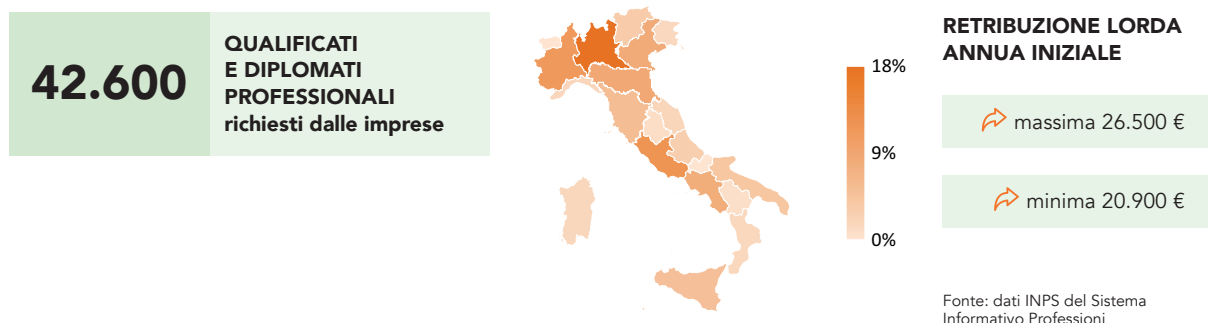 42.600
QUALIFICATI
E DIPLOMATI
PROFESSIONALI
richiesti dalle imprese
18%
9%
0%
RETRIBUZIONE LORDA
ANNUA INIZIALE
massima 26.500 €
minima 20.900 €
Fonte: dati INPS del Sistema
Informativo Professioni